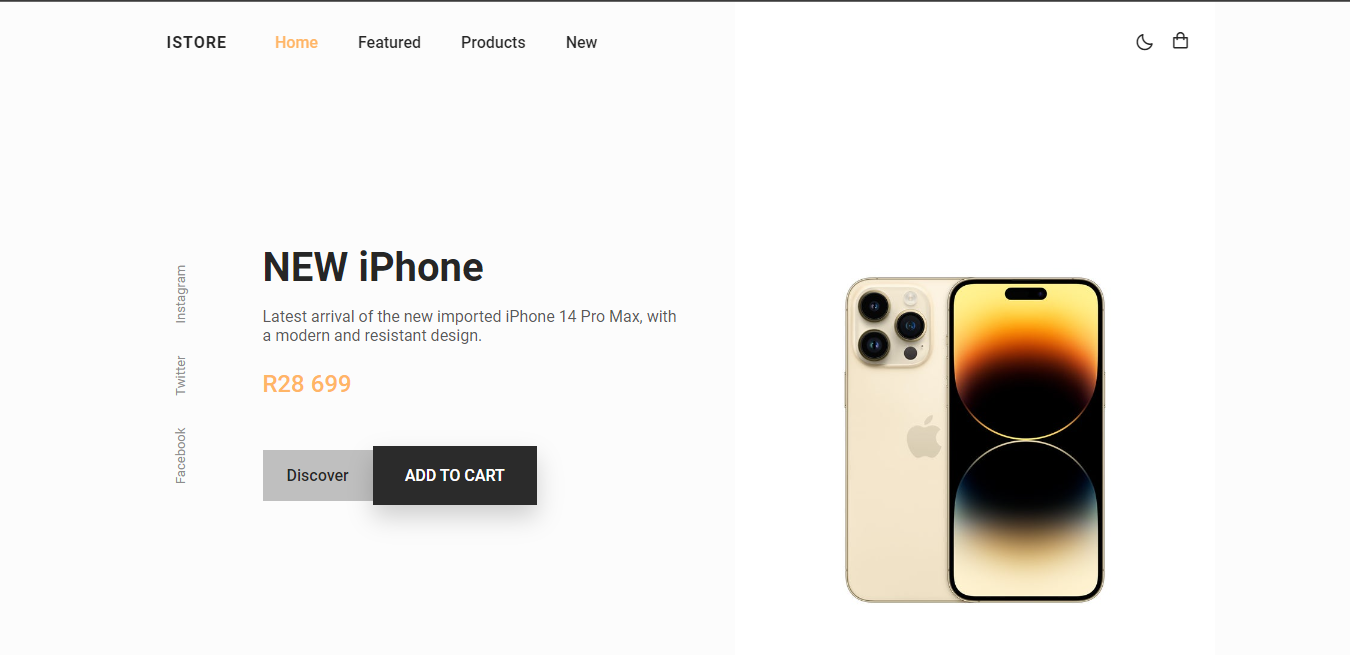 ISTORE
Home
Featured
Products
New
Instagram
Twitter
Facebook
NEW iPhone
Latest arrival of the new imported iPhone 14 Pro Max, with
a modern and resistant design.
R28 699
Discover
ADD TO CART